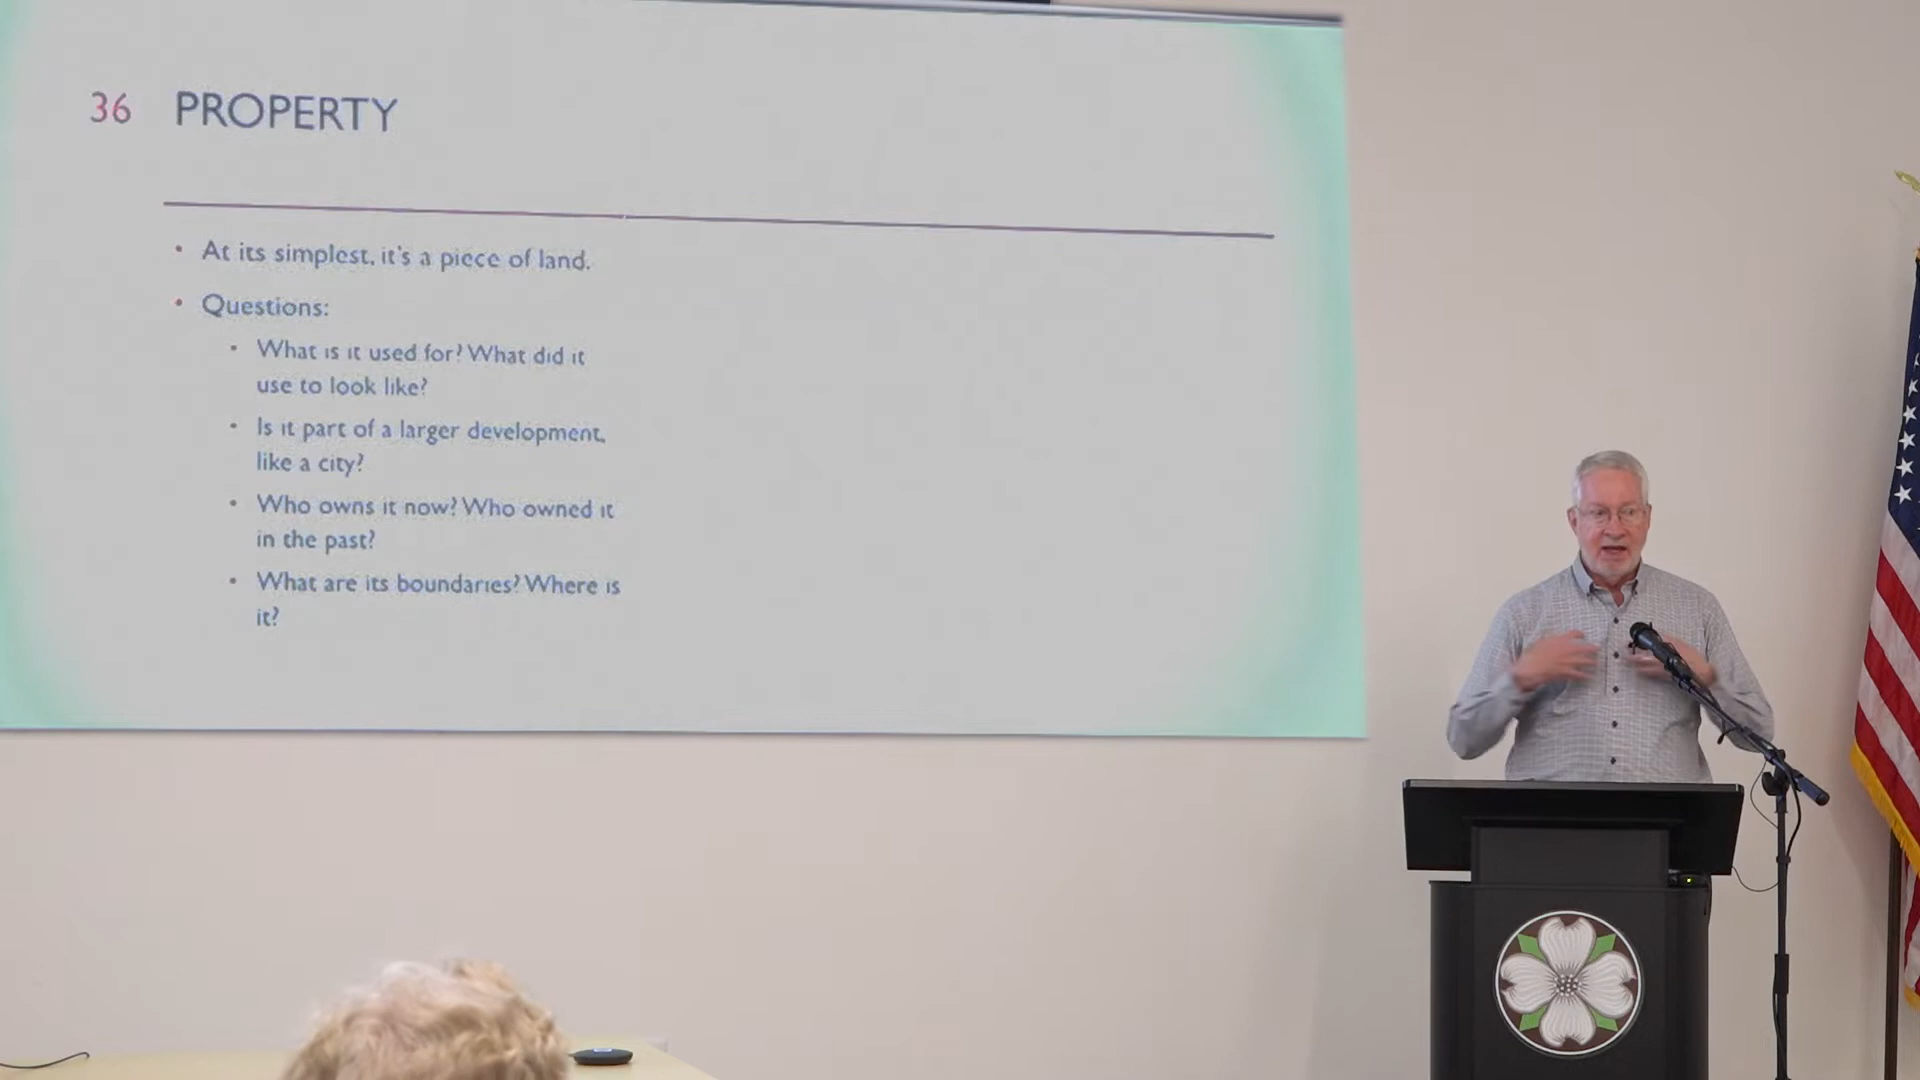 36 PROPERTY
• At its simplest, it's a piece of land.
• Questions:
• What is it used for? What did it
use to look like?
• Is it part of a larger development,
like a city?
• Who owns it now? Who owned it
in the past?
• What are its boundaries? Where is
it?